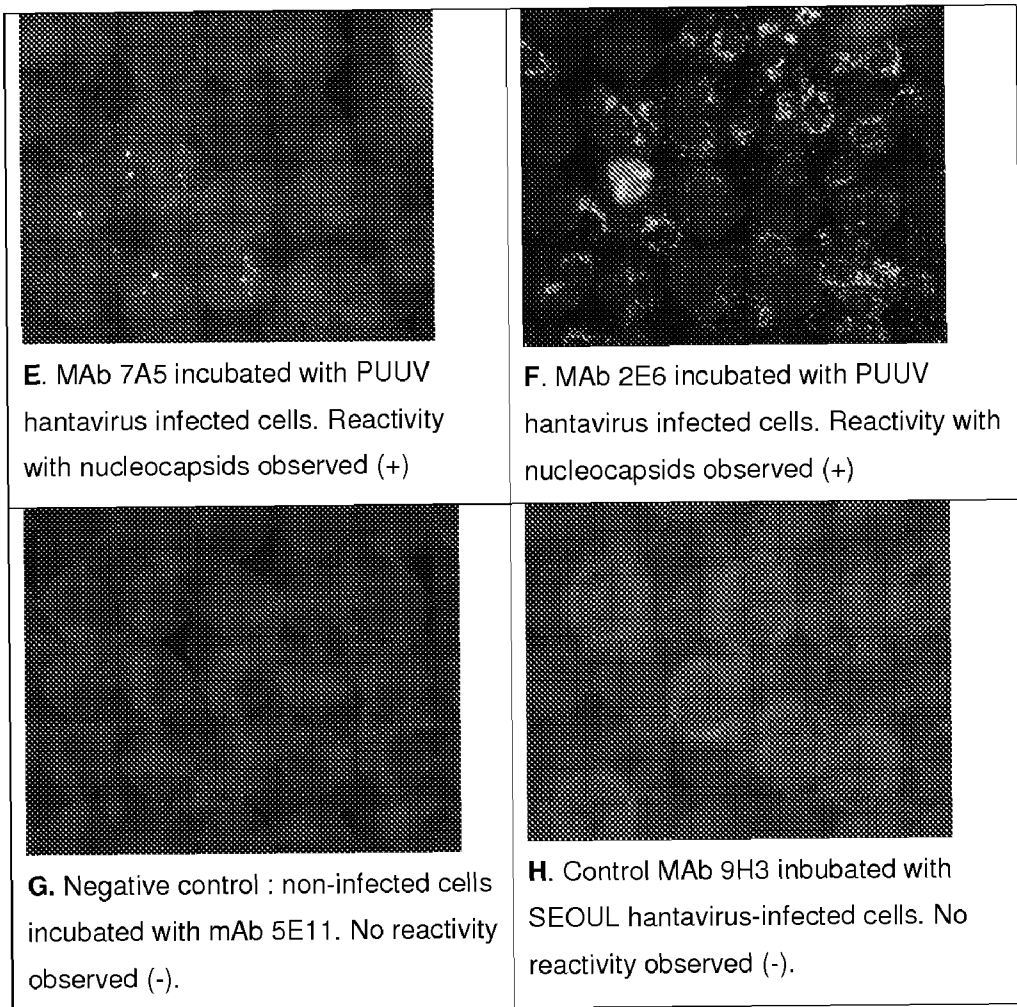 E. MAb 7A5 incubated with PUUV
hantavirus infected cells. Reactivity
with nucleocapsids observed (+)
F. MAb 2E6 incubated with PUUV
hantavirus infected cells. Reactivity with
nucleocapsids observed (+)
G. Negative control : non-infected cells
incubated with mAb 5E11. No reactivity
observed (-).
H. Control MAb 9H3 inbubated with
SEOUL hantavirus-infected cells. No
reactivity observed (-).